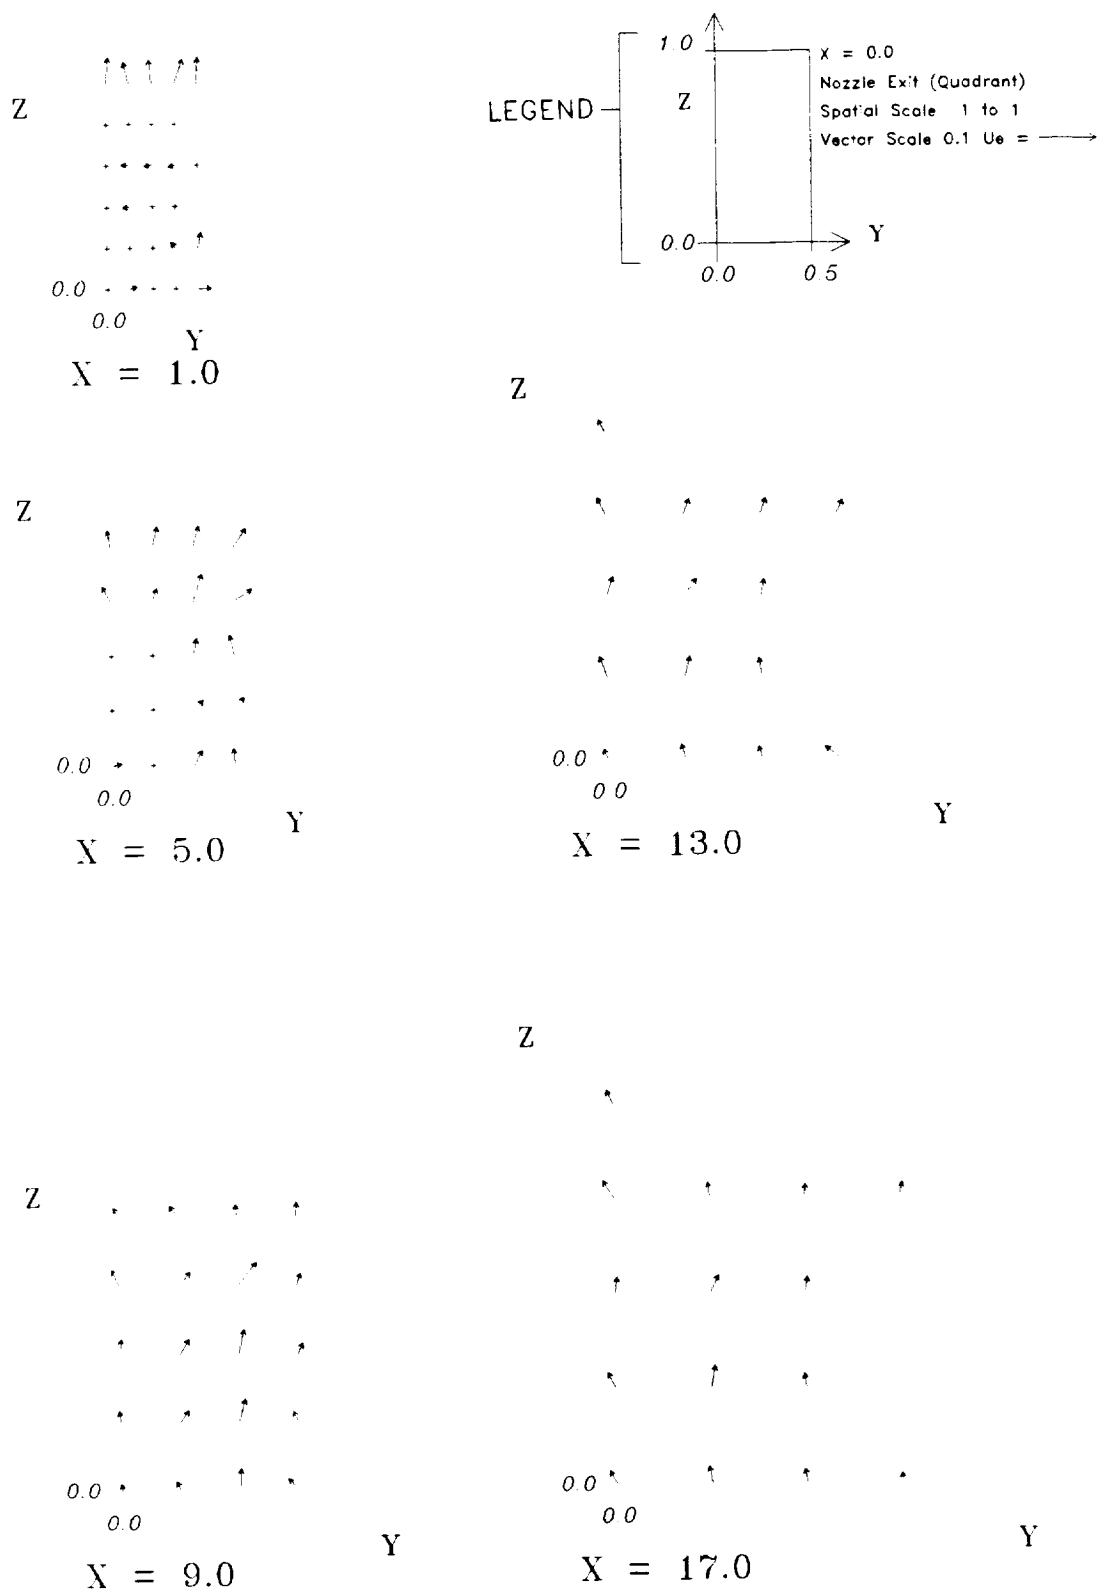 LEGEND
1.0
Z
0.0
0.0
0.5
Y
X = 0.0
Nozzle Exit (Quadrant)
Spatial Scale 1 to 1
Vector Scale 0.1 Ue =
Z
0.0
0.0
Y
X = 1.0
Z
0.0
0.0
Y
X = 5.0
Z
0.0
0 0
Y
X = 13.0
Z
0.0
0.0
Y
X = 9.0
Z
0.0
0.0
Y
X = 17.0